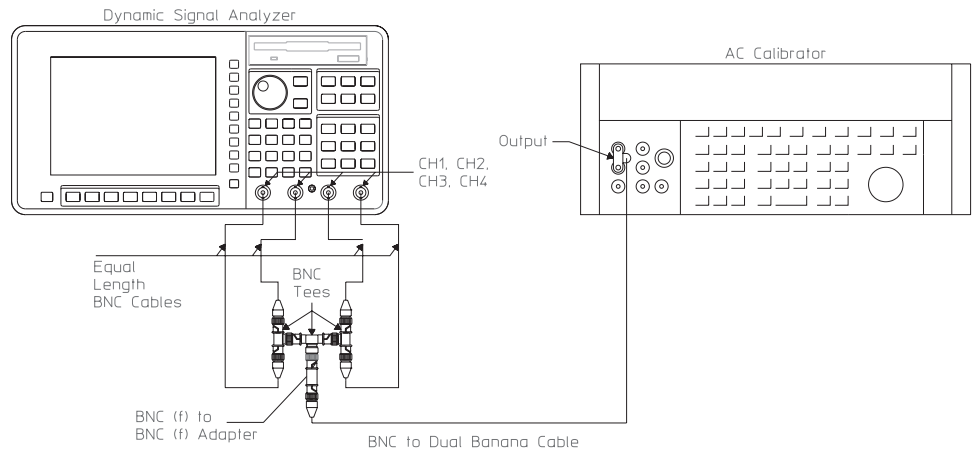 Dynamic Signal Analyzer
AC Calibrator
Output
CH1, CH2,
CH3, CH4
Equal
Length
BNC Cables
BNC
Tees
BNC (f) to
BNC (f) Adapter
BNC to Dual Banana Cable